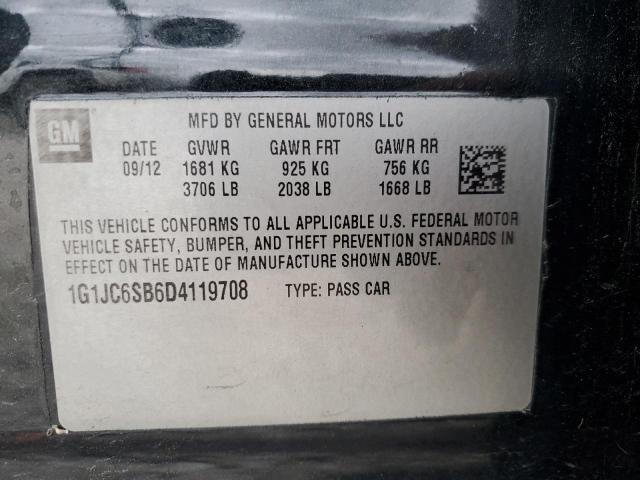 GM
MFD BY GENERAL MOTORS LLC
DATE GVWR GAWR FRT GAWR RR
09/12 1681 KG 925 KG 756 KG
3706 LB 2038 LB 1668 LB
THIS VEHICLE CONFORMS TO ALL APPLICABLE U.S. FEDERAL MOTOR
VEHICLE SAFETY, BUMPER, AND THEFT PREVENTION STANDARDS IN
EFFECT ON THE DATE OF MANUFACTURE SHOWN ABOVE.
1G1JC6SB6D4119708 TYPE: PASS CAR